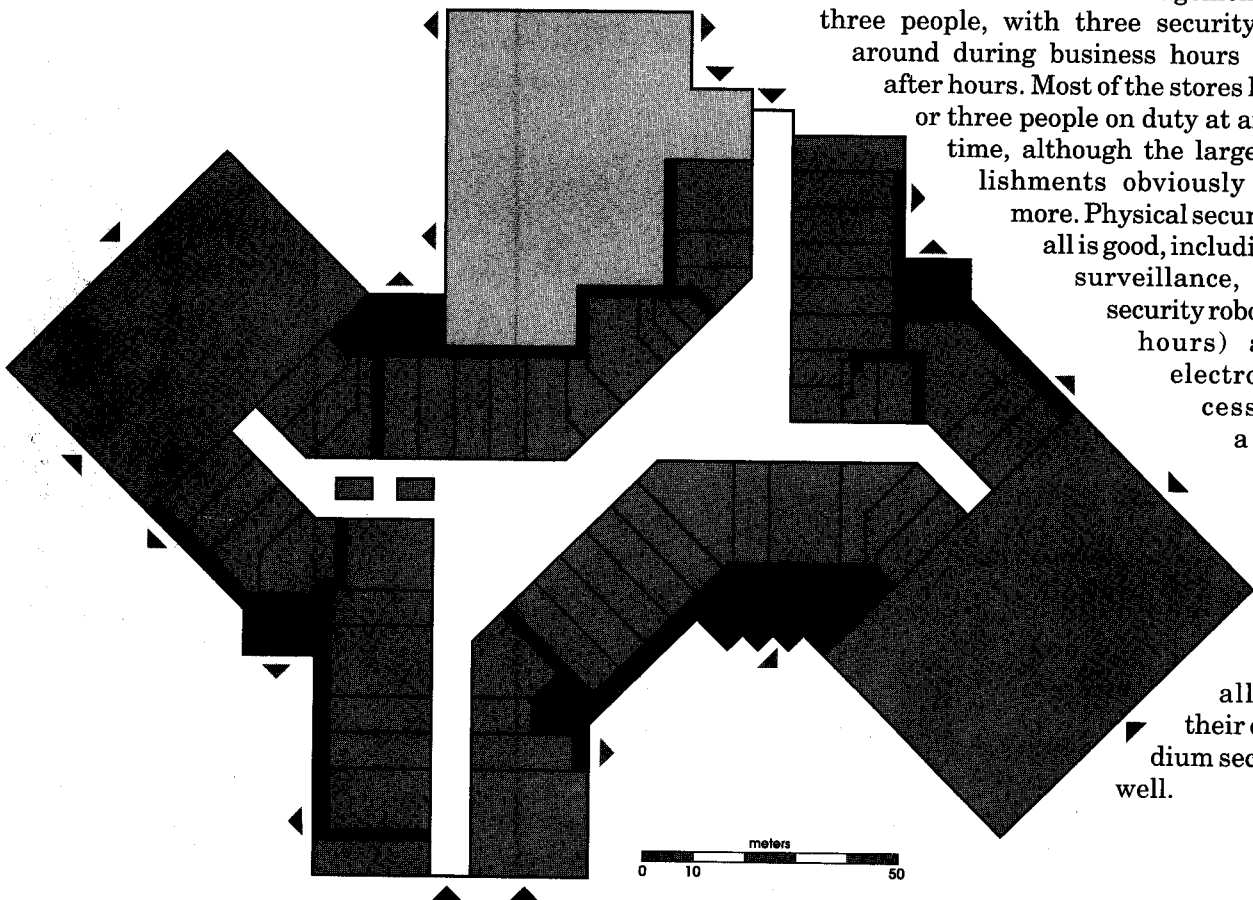 three people, with three security
around during business hours
after hours. Most of the stores
or three people on duty at
time, although the large
lishments obviously
more. Physical secur
all is good, includi
surveillance,
security robo
hours)
electro
cess
a
all
their
dium sec
well.
meters
0 10 50